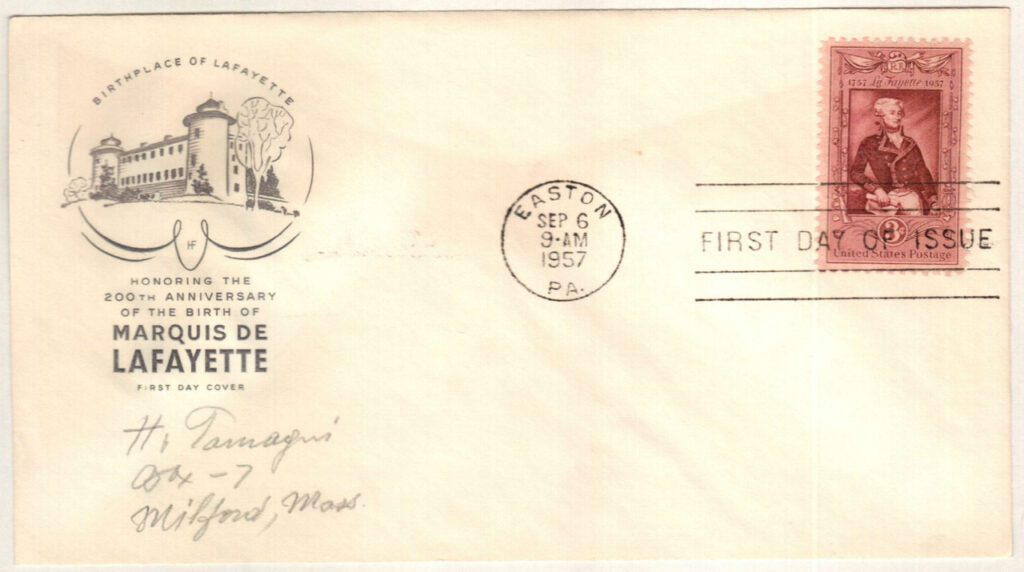 BIRTHPLACE OF LAFAYETTE
HF
HONORING THE
200TH ANNIVERSARY
OF THE BIRTH OF
MARQUIS DE
LAFAYETTE
FIRST DAY COVER
H. Tamagni
Box - 7
Milford, Mass.
EASTON
SEP 6
9-AM
1957
PA.
1757 La Fayette 1957
3¢
United States Postage
FIRST DAY OF ISSUE